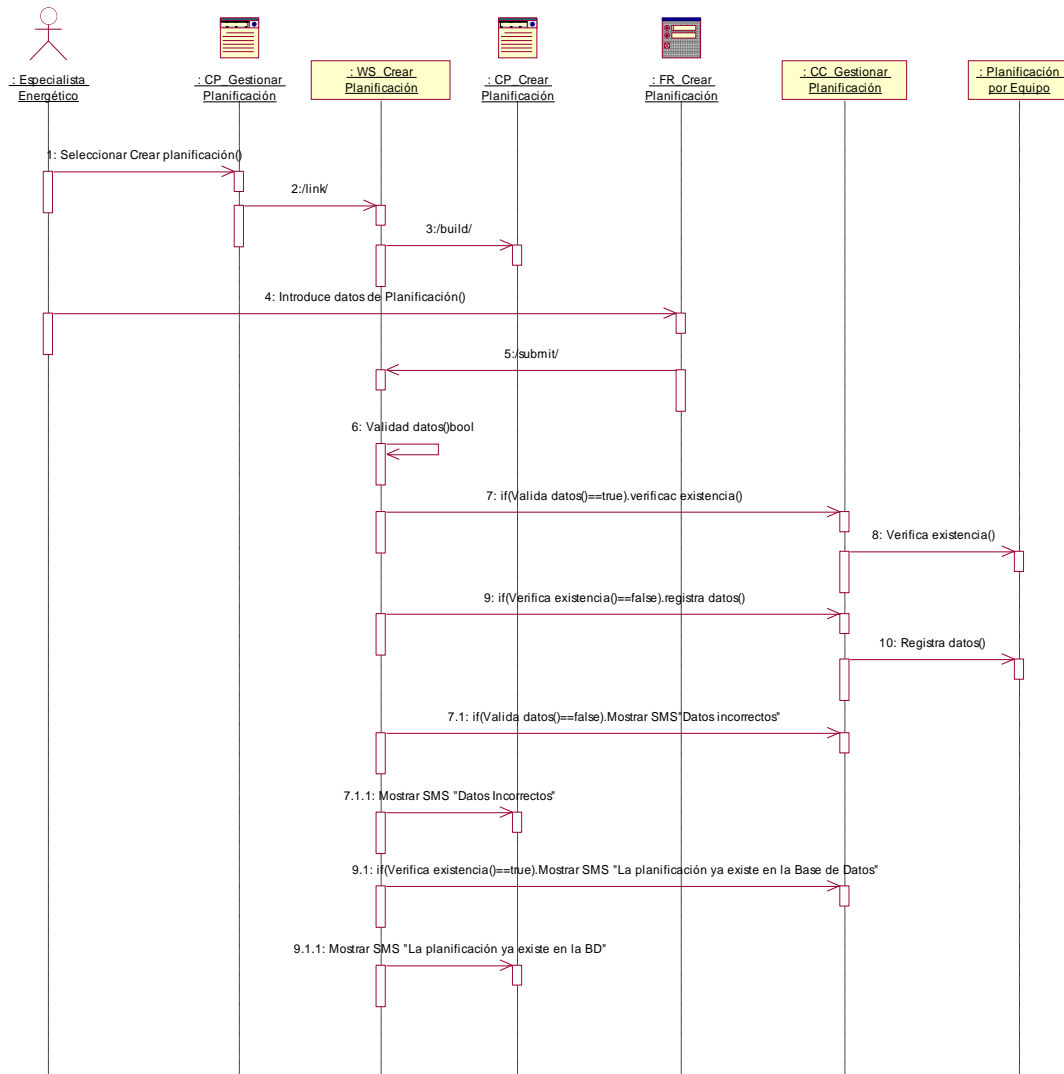 : Especialista
Energético
: CP_Gestionar
Planificación
: WS_Crear
Planificación
: CP_Crear
Planificación
: FR_Crear
Planificación
: CC_Gestionar
Planificación
: Planificación
por Equipo
1: Seleccionar Crear planificación()
2:/link/
3:/build/
4: Introduce datos de Planificación()
5:/submit/
6: Validad datos()bool
7: if(Valida datos()==true).verificac existencia()
8: Verifica existencia()
9: if(Verifica existencia()==false).registra datos()
10: Registra datos()
7.1: if(Valida datos()==false).Mostrar SMS"Datos incorrectos"
7.1.1: Mostrar SMS "Datos Incorrectos"
9.1: if(Verifica existencia()==true).Mostrar SMS "La planificación ya existe en la Base de Datos"
9.1.1: Mostrar SMS "La planificación ya existe en la BD"